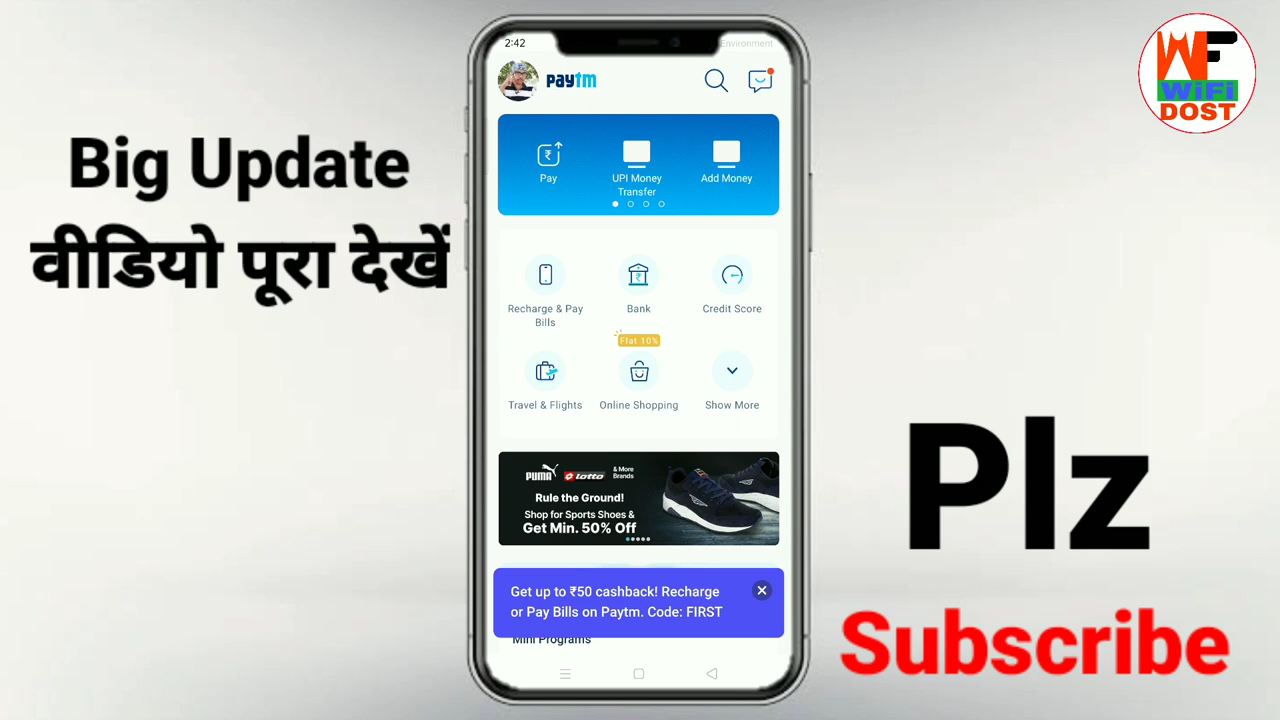 2:42
Environment
paytm
WF
WiFi
DOST
Big Update
वीडियो पूरा देखें
Pay
UPI Money
Transfer
Add Money
Recharge & Pay
Bills
Bank
Credit Score
Flat 10%
Travel & Flights
Online Shopping
Show More
PUMA
lotto
& More
Brands
Rule the Ground!
Shop for Sports Shoes &
Get Min. 50% Off
Get up to ₹50 cashback! Recharge
or Pay Bills on Paytm. Code: FIRST
Mini Programs
Plz
Subscribe